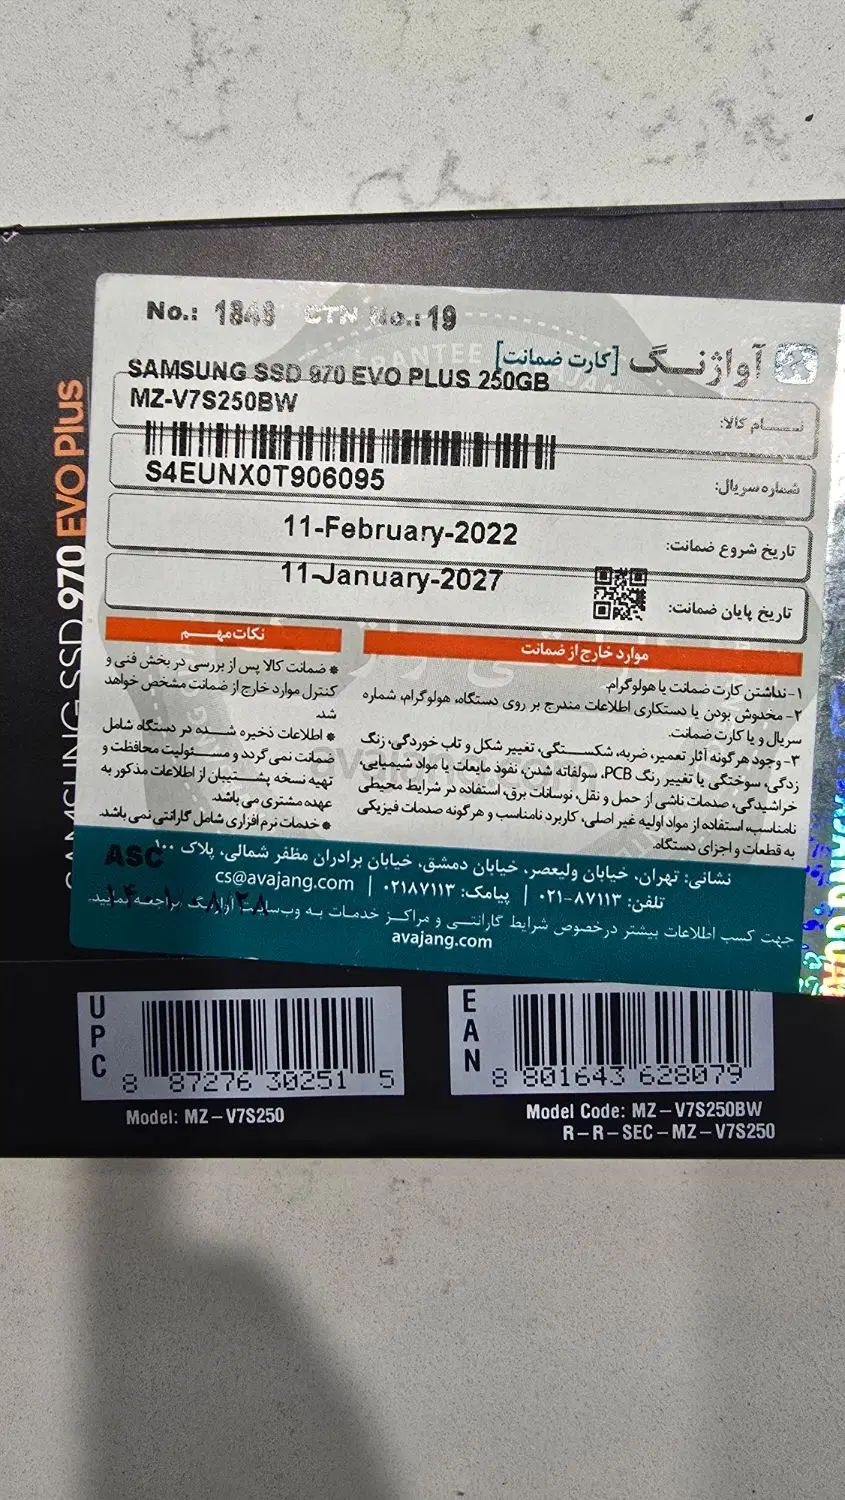 No.: 1848 CTN No.:19
آواژنگ [کارت ضمانت]
SAMSUNG SSD 970 EVO PLUS 250GB
MZ-V7S250BW
نام کالا:
S4EUNX0T906095
شماره سریال:
11-February-2022
تاریخ شروع ضمانت:
11-January-2027
تاریخ پایان ضمانت:
موارد خارج از ضمانت
۱- نداشتن کارت ضمانت یا هولوگرام.
۲- مخدوش بودن یا دستکاری اطلاعات مندرج بر روی دستگاه، هولوگرام، شماره
سریال و یا کارت ضمانت.
۳- وجود هرگونه آثار تعمیر، ضربه، شکستگی، تغییر شکل و تاب خوردگی، زنگ
زدگی، سوختگی یا تغییر رنگ PCB، سولفاته شدن، نفوذ مایعات یا مواد شیمیایی،
خراشیدگی، صدمات ناشی از حمل و نقل، نوسانات برق، استفاده در شرایط محیطی
نامناسب، استفاده از مواد اولیه غیر اصلی، کاربرد نامناسب و هرگونه صدمات فیزیکی
به قطعات و اجزای دستگاه.
نکات مهم
* ضمانت کالا پس از بررسی در بخش فنی و
کنترل موارد خارج از ضمانت مشخص خواهد
شد.
* اطلاعات ذخیره شده در دستگاه شامل
ضمانت نمی گردد و مسئولیت محافظت و
تهیه نسخه پشتیبان از اطلاعات مذکور به
عهده مشتری می باشد.
* خدمات نرم افزاری شامل گارانتی نمی باشد.
ASC
نشانی: تهران، خیابان ولیعصر، خیابان دمشق، خیابان برادران مظفر شمالی، پلاک ۱۰۰
تلفن: ۸۷۱۱۳-۰۲۱ | پیامک: ۰۲۱۸۷۱۱۳ | cs@avajang.com
جهت کسب اطلاعات بیشتر درخصوص شرایط گارانتی و مراکز خدمات به وب‌سایت آواژنگ مراجعه نمایید.
avajang.com
SAMSUNG SSD 970 EVO Plus
UPC
8 87276 30251 5
Model: MZ-V7S250
EAN
8 801643 628079
Model Code: MZ-V7S250BW
R-R-SEC-MZ-V7S250